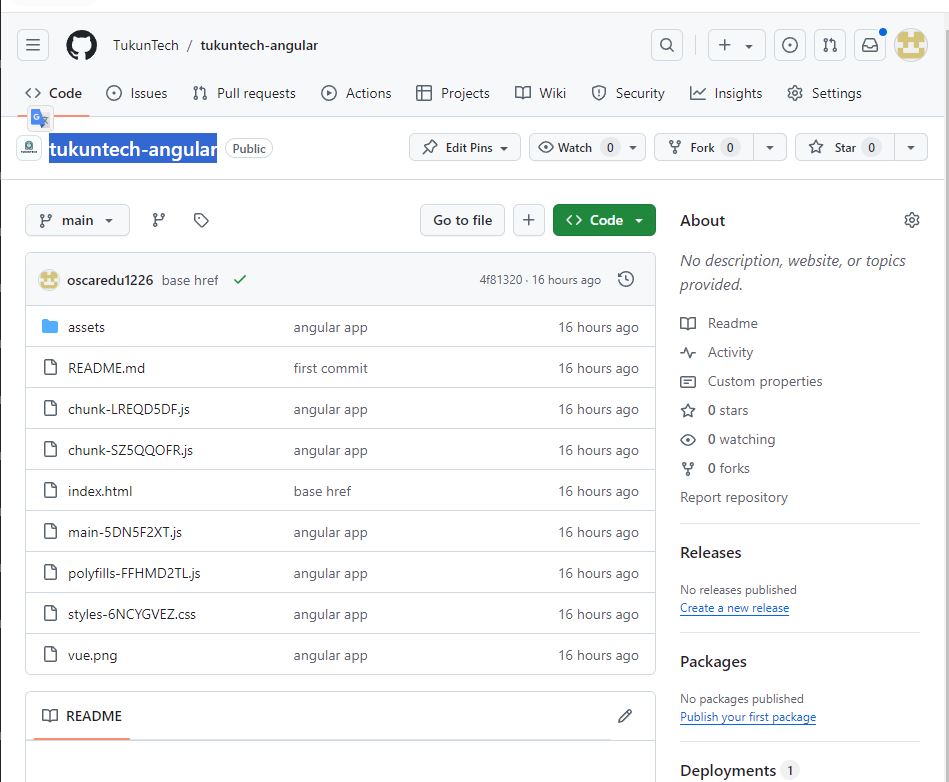 TukunTech / tukuntech-angular
Code Issues Pull requests Actions Projects Wiki Security Insights Settings
tukuntech-angular Public Edit Pins Watch 0 Fork 0 Star 0
main Go to file Code
oscaredu1226 base href 4f81320 · 16 hours ago
assets angular app 16 hours ago
README.md first commit 16 hours ago
chunk-LREQD5DF.js angular app 16 hours ago
chunk-SZ5QQOFR.js angular app 16 hours ago
index.html base href 16 hours ago
main-5DN5F2XT.js angular app 16 hours ago
polyfills-FFHMD2TL.js angular app 16 hours ago
styles-6NCYGVEZ.css angular app 16 hours ago
vue.png angular app 16 hours ago
README
About
No description, website, or topics
provided.
Readme
Activity
Custom properties
0 stars
0 watching
0 forks
Report repository
Releases
No releases published
Create a new release
Packages
No packages published
Publish your first package
Deployments 1